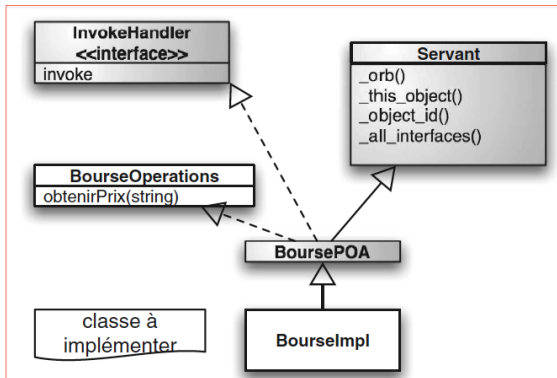 InvokeHandler
<<interface>>
invoke
Servant
_orb()
_this_object()
_object_id()
_all_interfaces()
BourseOperations
obtenirPrix(string)
BoursePOA
classe à
implémenter
BourseImpl